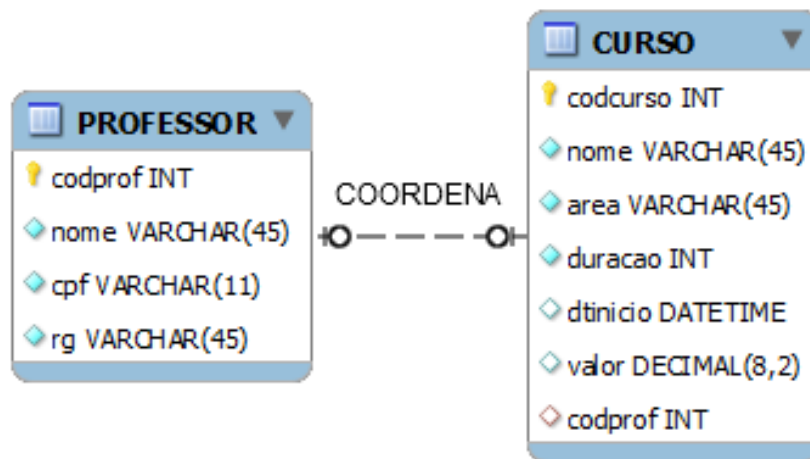 PROFESSOR
codprof INT
nome VARCHAR(45)
cpf VARCHAR(11)
rg VARCHAR(45)
COORDENA
CURSO
codcurso INT
nome VARCHAR(45)
area VARCHAR(45)
duracao INT
dtinicio DATETIME
valor DECIMAL(8,2)
codprof INT